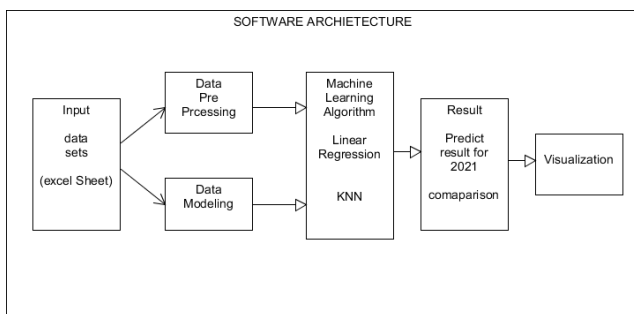 SOFTWARE ARCHIETECTURE
Input
data
sets
(excel Sheet)
Data
Pre
Prcessing
Data
Modeling
Machine
Learning
Algorithm
Linear
Regression
KNN
Result
Predict
result for
2021
comaparison
Visualization